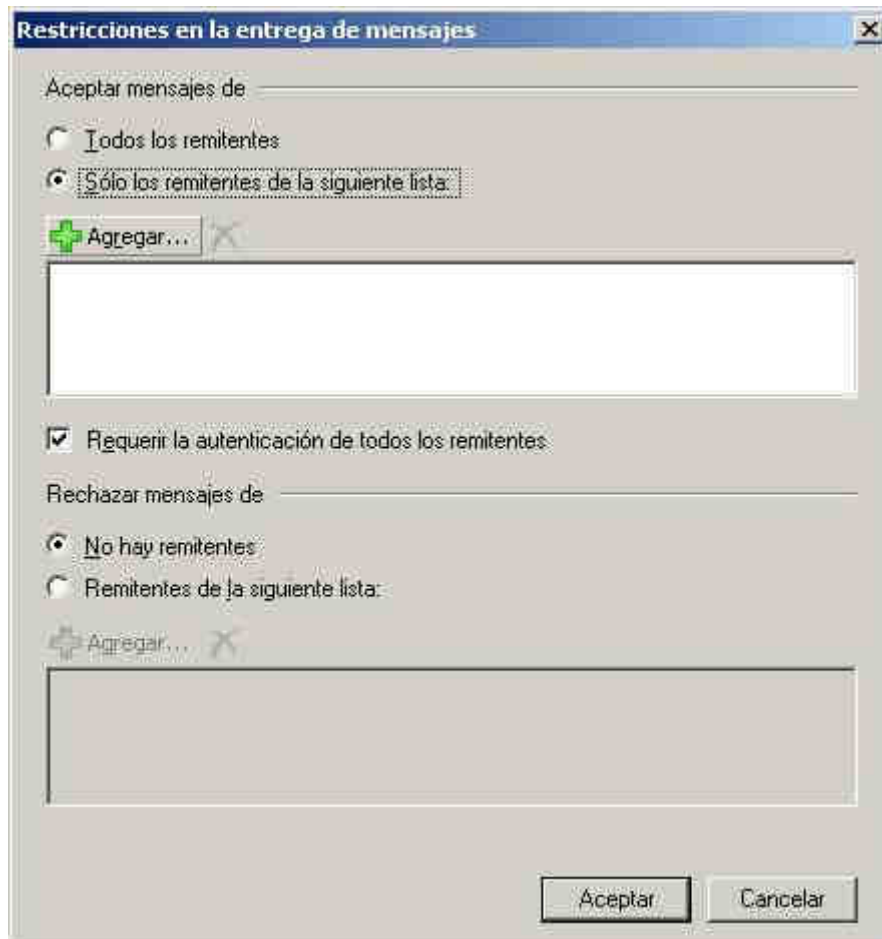 Restricciones en la entrega de mensajes
Aceptar mensajes de
Todos los remitentes
Sólo los remitentes de la siguiente lista:
Agregar...
Requerir la autenticación de todos los remitentes
Rechazar mensajes de
No hay remitentes
Remitentes de la siguiente lista:
Agregar...
Aceptar Cancelar